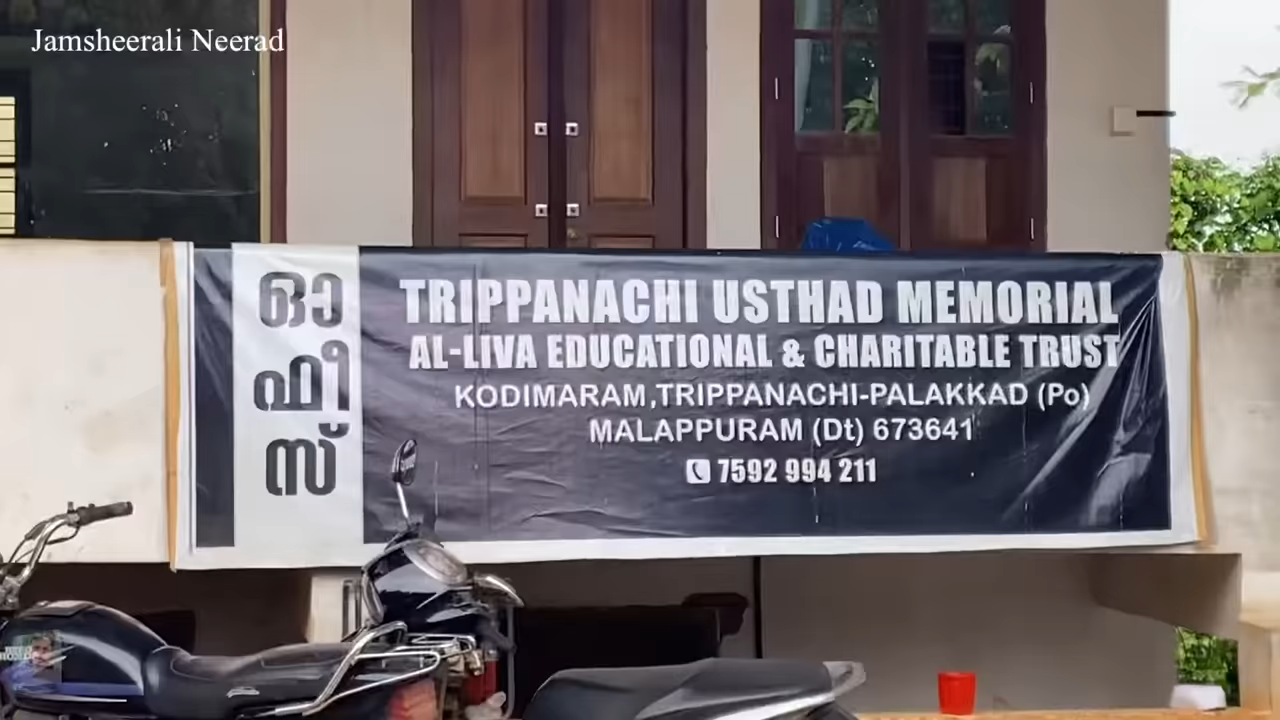 Jamsheerali Neerad
ഓ
ഫീ
സ്
TRIPPANACHI USTHAD MEMORIAL
AL-LIVA EDUCATIONAL & CHARITABLE TRUST
KODIMARAM,TRIPPANACHI-PALAKKAD (Po)
MALAPPURAM (Dt) 673641
7592 994 211